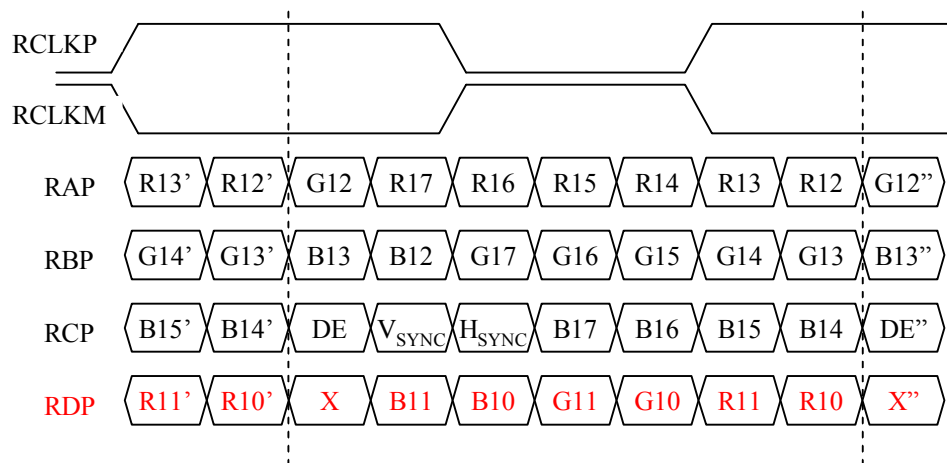 RCLKP
RCLKM
RAP R13’ R12’ G12 R17 R16 R15 R14 R13 R12 G12”
RBP G14’ G13’ B13 B12 G17 G16 G15 G14 G13 B13”
RCP B15’ B14’ DE VSYNC HSYNC B17 B16 B15 B14 DE”
RDP R11’ R10’ X B11 B10 G11 G10 R11 R10 X”